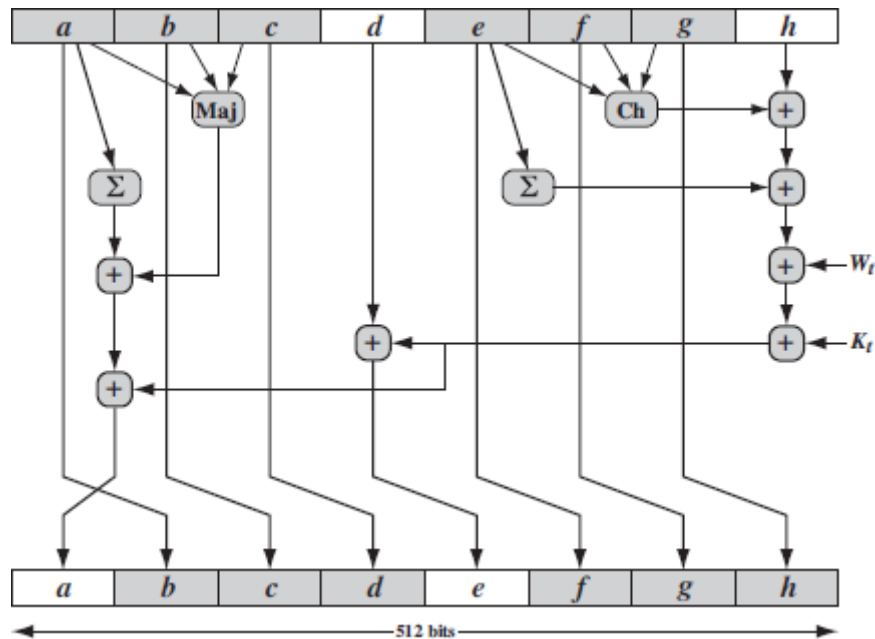 a b c d e f g h
Maj Ch +
Σ Σ +
+ + W_t
+ + K_t
+
a b c d e f g h
512 bits